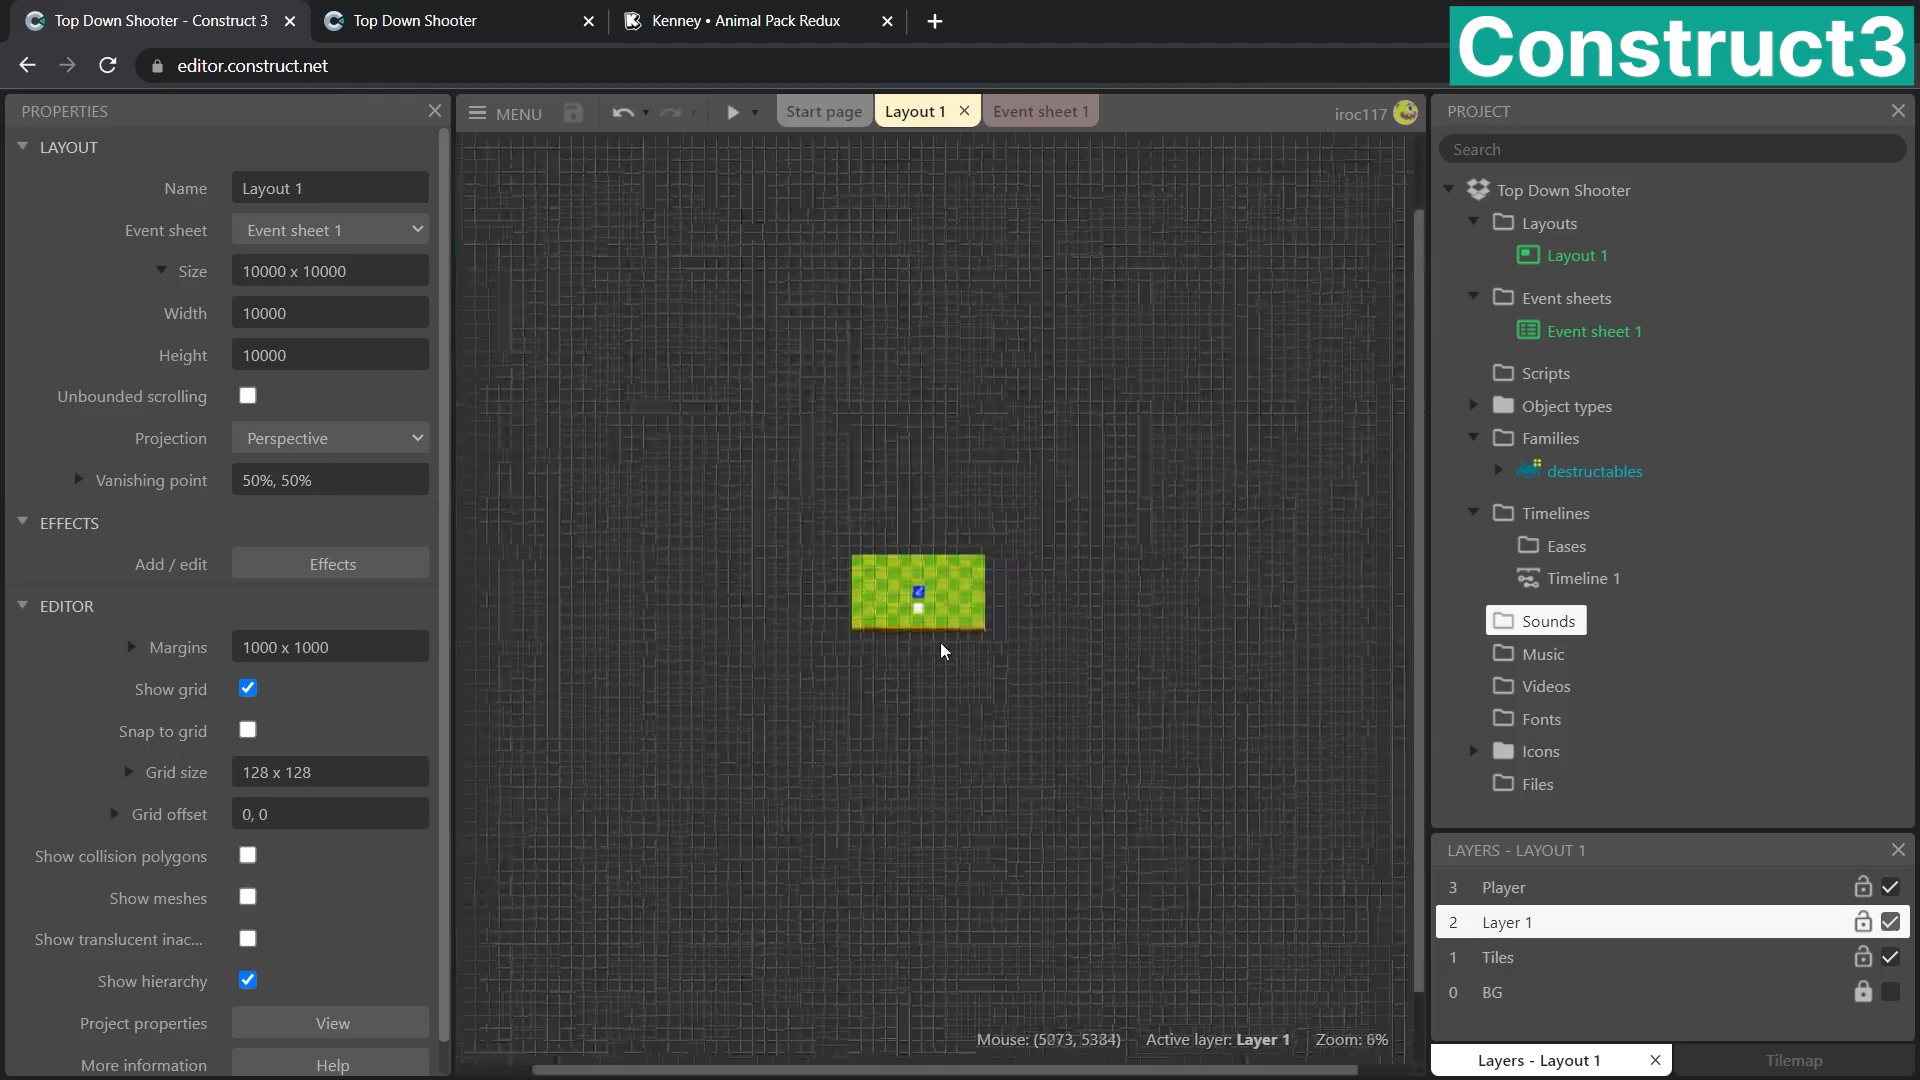 Top Down Shooter - Construct 3
Top Down Shooter
Kenney • Animal Pack Redux
Construct3
editor.construct.net
PROPERTIES
LAYOUT
Name
Layout 1
Event sheet
Event sheet 1
Size
10000 x 10000
Width
10000
Height
10000
Unbounded scrolling
Projection
Perspective
Vanishing point
50%, 50%
EFFECTS
Add / edit
Effects
EDITOR
Margins
1000 x 1000
Show grid
Snap to grid
Grid size
128 x 128
Grid offset
0, 0
Show collision polygons
Show meshes
Show translucent inac...
Show hierarchy
Project properties
View
More information
Help
MENU
Start page
Layout 1
Event sheet 1
iroc117
Mouse: (5073, 5384)
Active layer: Layer 1
Zoom: 6%
PROJECT
Search
Top Down Shooter
Layouts
Layout 1
Event sheets
Event sheet 1
Scripts
Object types
Families
destructables
Timelines
Eases
Timeline 1
Sounds
Music
Videos
Fonts
Icons
Files
LAYERS - LAYOUT 1
3 Player
2 Layer 1
1 Tiles
0 BG
Layers - Layout 1
Tilemap